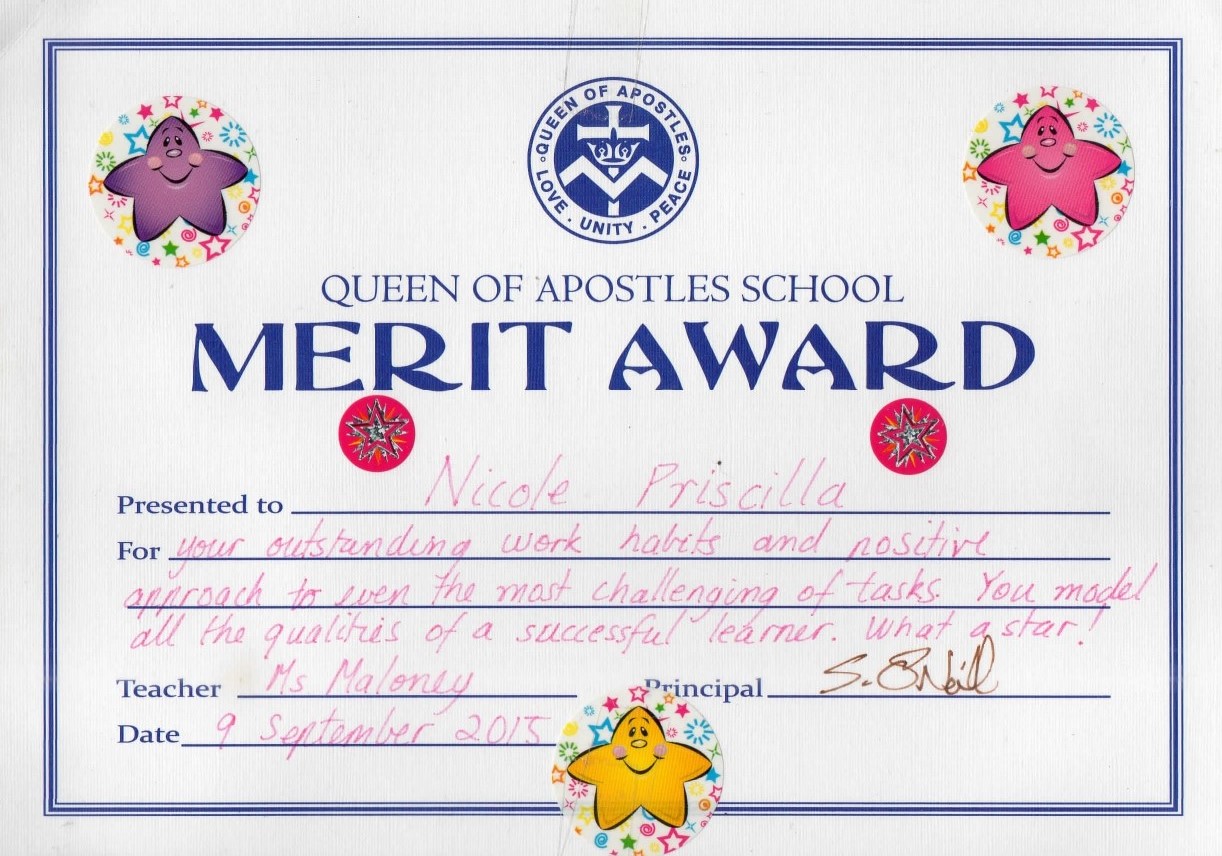 QUEEN OF APOSTLES
LOVE . UNITY . PEACE
QUEEN OF APOSTLES SCHOOL
MERIT AWARD
Presented to Nicole Priscilla
For your outstanding work habits and positive
approach to even the most challenging of tasks. You model
all the qualities of a successful learner. What a star!
Teacher Ms Maloney Principal S. O'Neill
Date 9 September 2015